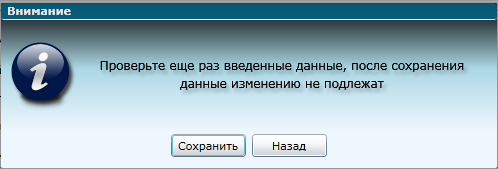 Внимание
Проверьте еще раз введенные данные, после сохранения
данные изменению не подлежат
Сохранить
Назад